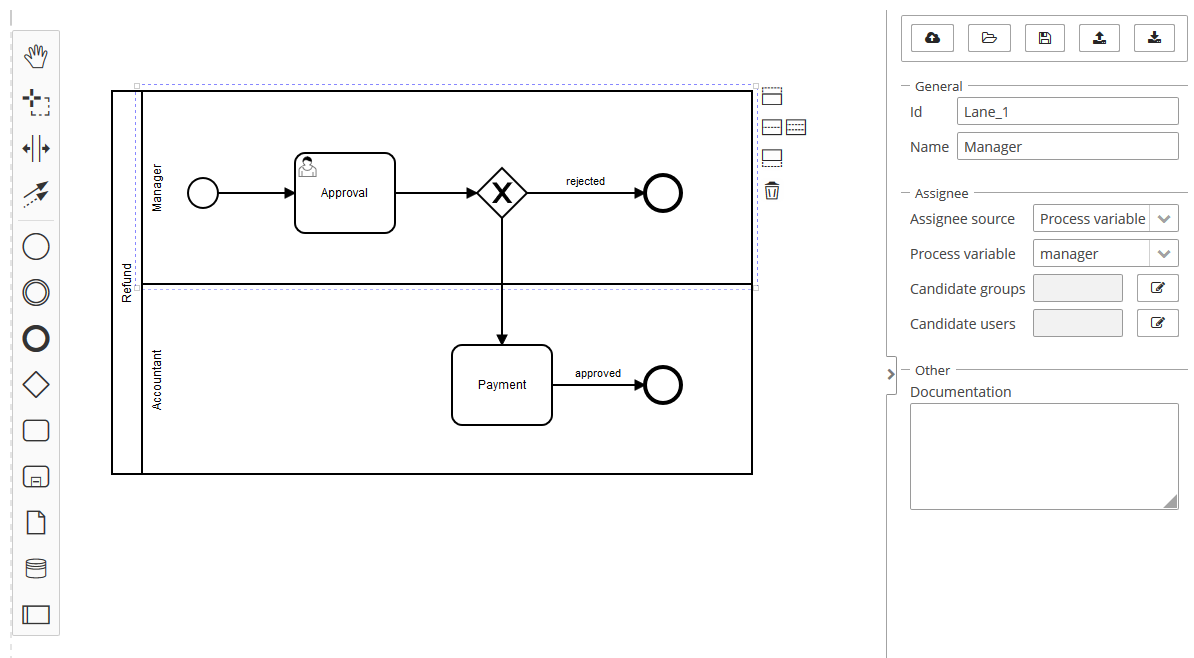 Refund
Manager
Approval
X
rejected
Accountant
Payment
approved
General
Id Lane_1
Name Manager
Assignee
Assignee source Process variable
Process variable manager
Candidate groups
Candidate users
Other
Documentation